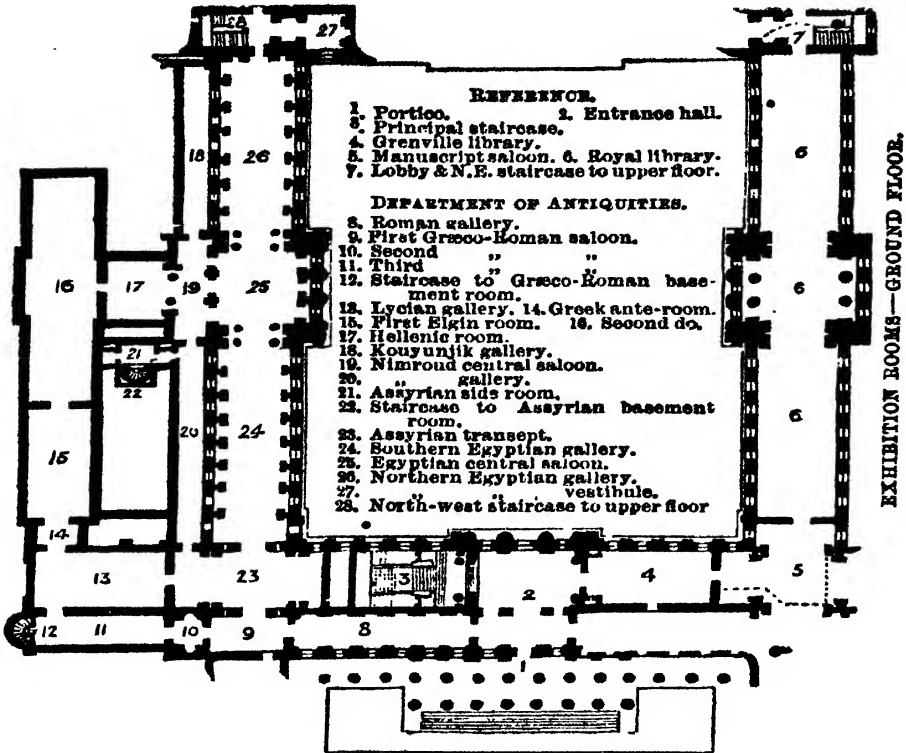 REFERENCE.
1. Portico. 2. Entrance hall.
3. Principal staircase.
4. Grenville library.
5. Manuscript saloon. 6. Royal library.
7. Lobby & N.E. staircase to upper floor.
DEPARTMENT OF ANTIQUITIES.
8. Roman gallery.
9. First Græco-Roman saloon.
10. Second „ „
11. Third „ „
12. Staircase to Græco-Roman base-
ment room.
13. Lycian gallery. 14. Greek ante-room.
15. First Elgin room. 16. Second do.
17. Hellenic room.
18. Kouyunjik gallery.
19. Nimroud central saloon.
20. „ gallery.
21. Assyrian side room.
22. Staircase to Assyrian basement
room.
23. Assyrian transept.
24. Southern Egyptian gallery.
25. Egyptian central saloon.
26. Northern Egyptian gallery.
27. „ „ vestibule.
28. North-west staircase to upper floor
EXHIBITION ROOMS—GROUND FLOOR.
28
27
7
18
26
6
16
17
19
25
6
21
22
20
24
6
15
14
13
23
3
2
4
5
12
11
10
9
8
1